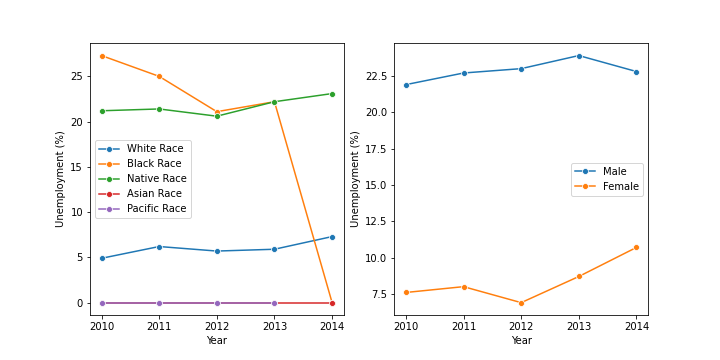 Unemployment (%)
25
20
15
10
5
0
White Race
Black Race
Native Race
Asian Race
Pacific Race
2010 2011 2012 2013 2014
Year
Unemployment (%)
22.5
20.0
17.5
15.0
12.5
10.0
7.5
Male
Female
2010 2011 2012 2013 2014
Year